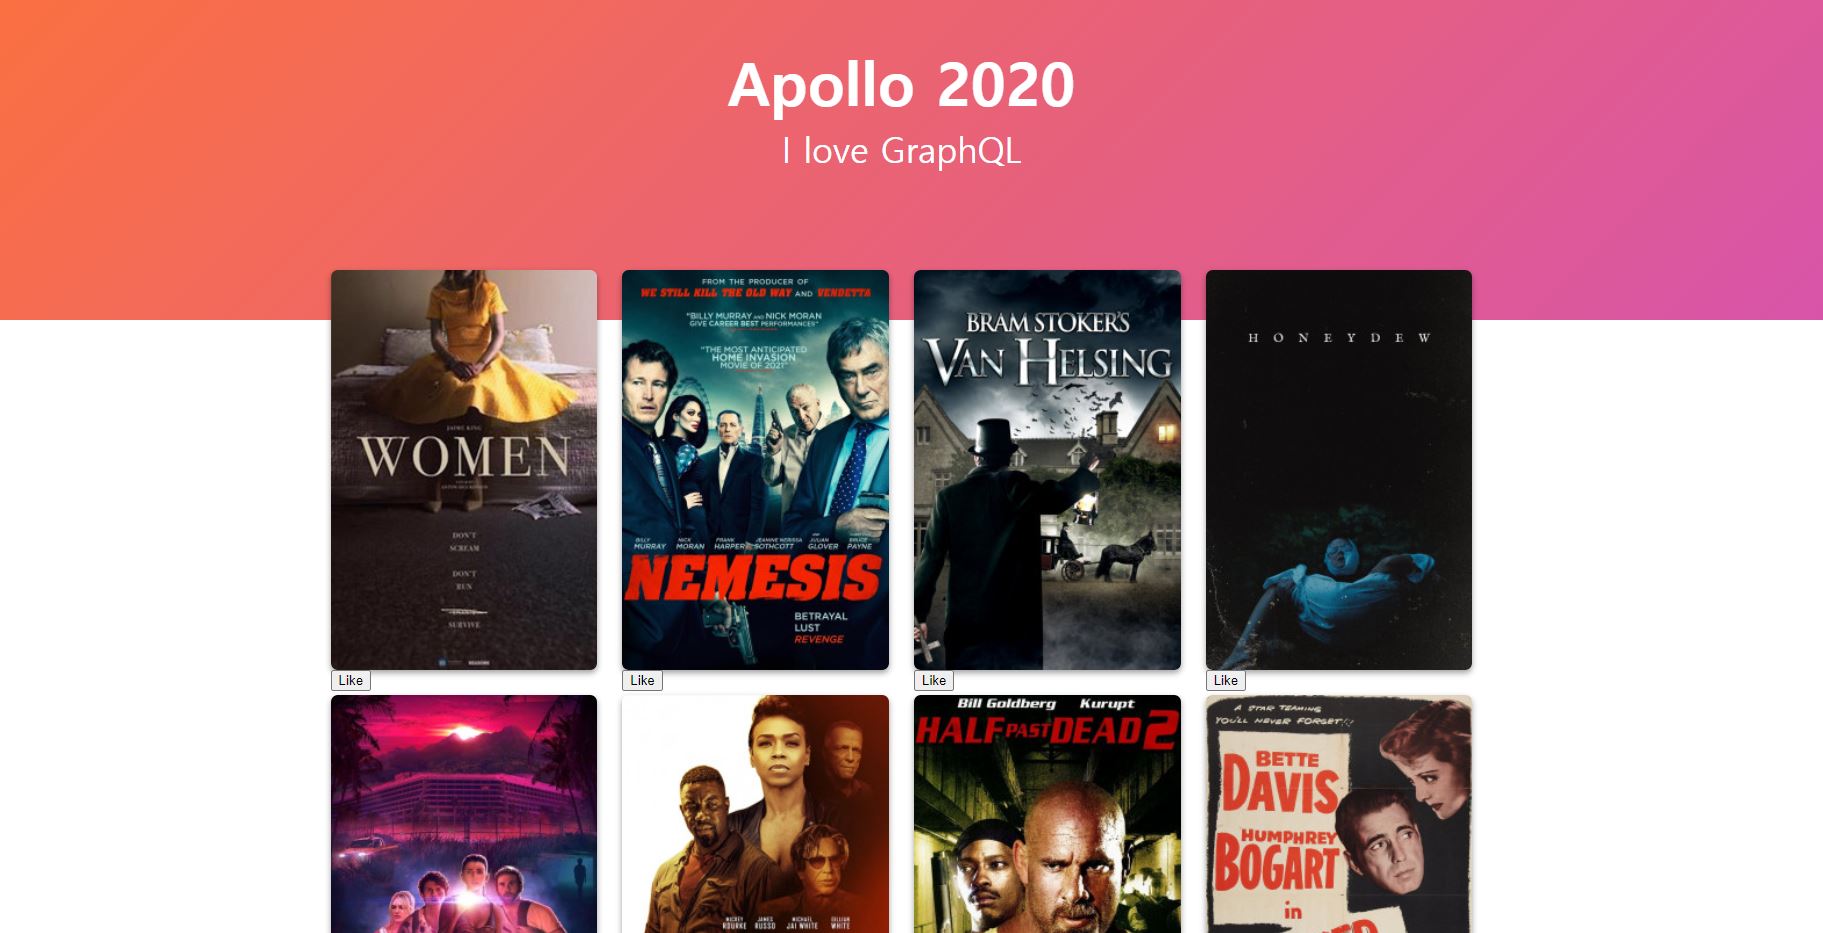 Apollo 2020
I love GraphQL
JAIME KING
WOMEN
DON'T
SCREAM
DON'T
RUN
SURVIVE
Like
FROM THE PRODUCER OF
WE STILL KILL THE OLD WAY AND VENDETTA
"BILLY MURRAY AND NICK MORAN
GIVE CAREER BEST PERFORMANCES"
"THE MOST ANTICIPATED
HOME INVASION
MOVIE OF 2021"
BILLY MURRAY NICK MORAN FRANK HARPER JEANINE NERISSA SOTHCOTT JULIAN GLOVER BRUCE PAYNE
NEMESIS
BETRAYAL
LUST
REVENGE
Like
BRAM STOKER'S
VAN HELSING
Like
HONEYDEW
Like
MICKEY ROURKE JAMES RUSSO MICHAEL JAI WHITE GILLIAN WHITE
Bill Goldberg Kurupt
HALF PAST DEAD 2
A STAR TEAMING
YOU'LL NEVER FORGET!
BETTE
DAVIS
HUMPHREY
BOGART
in